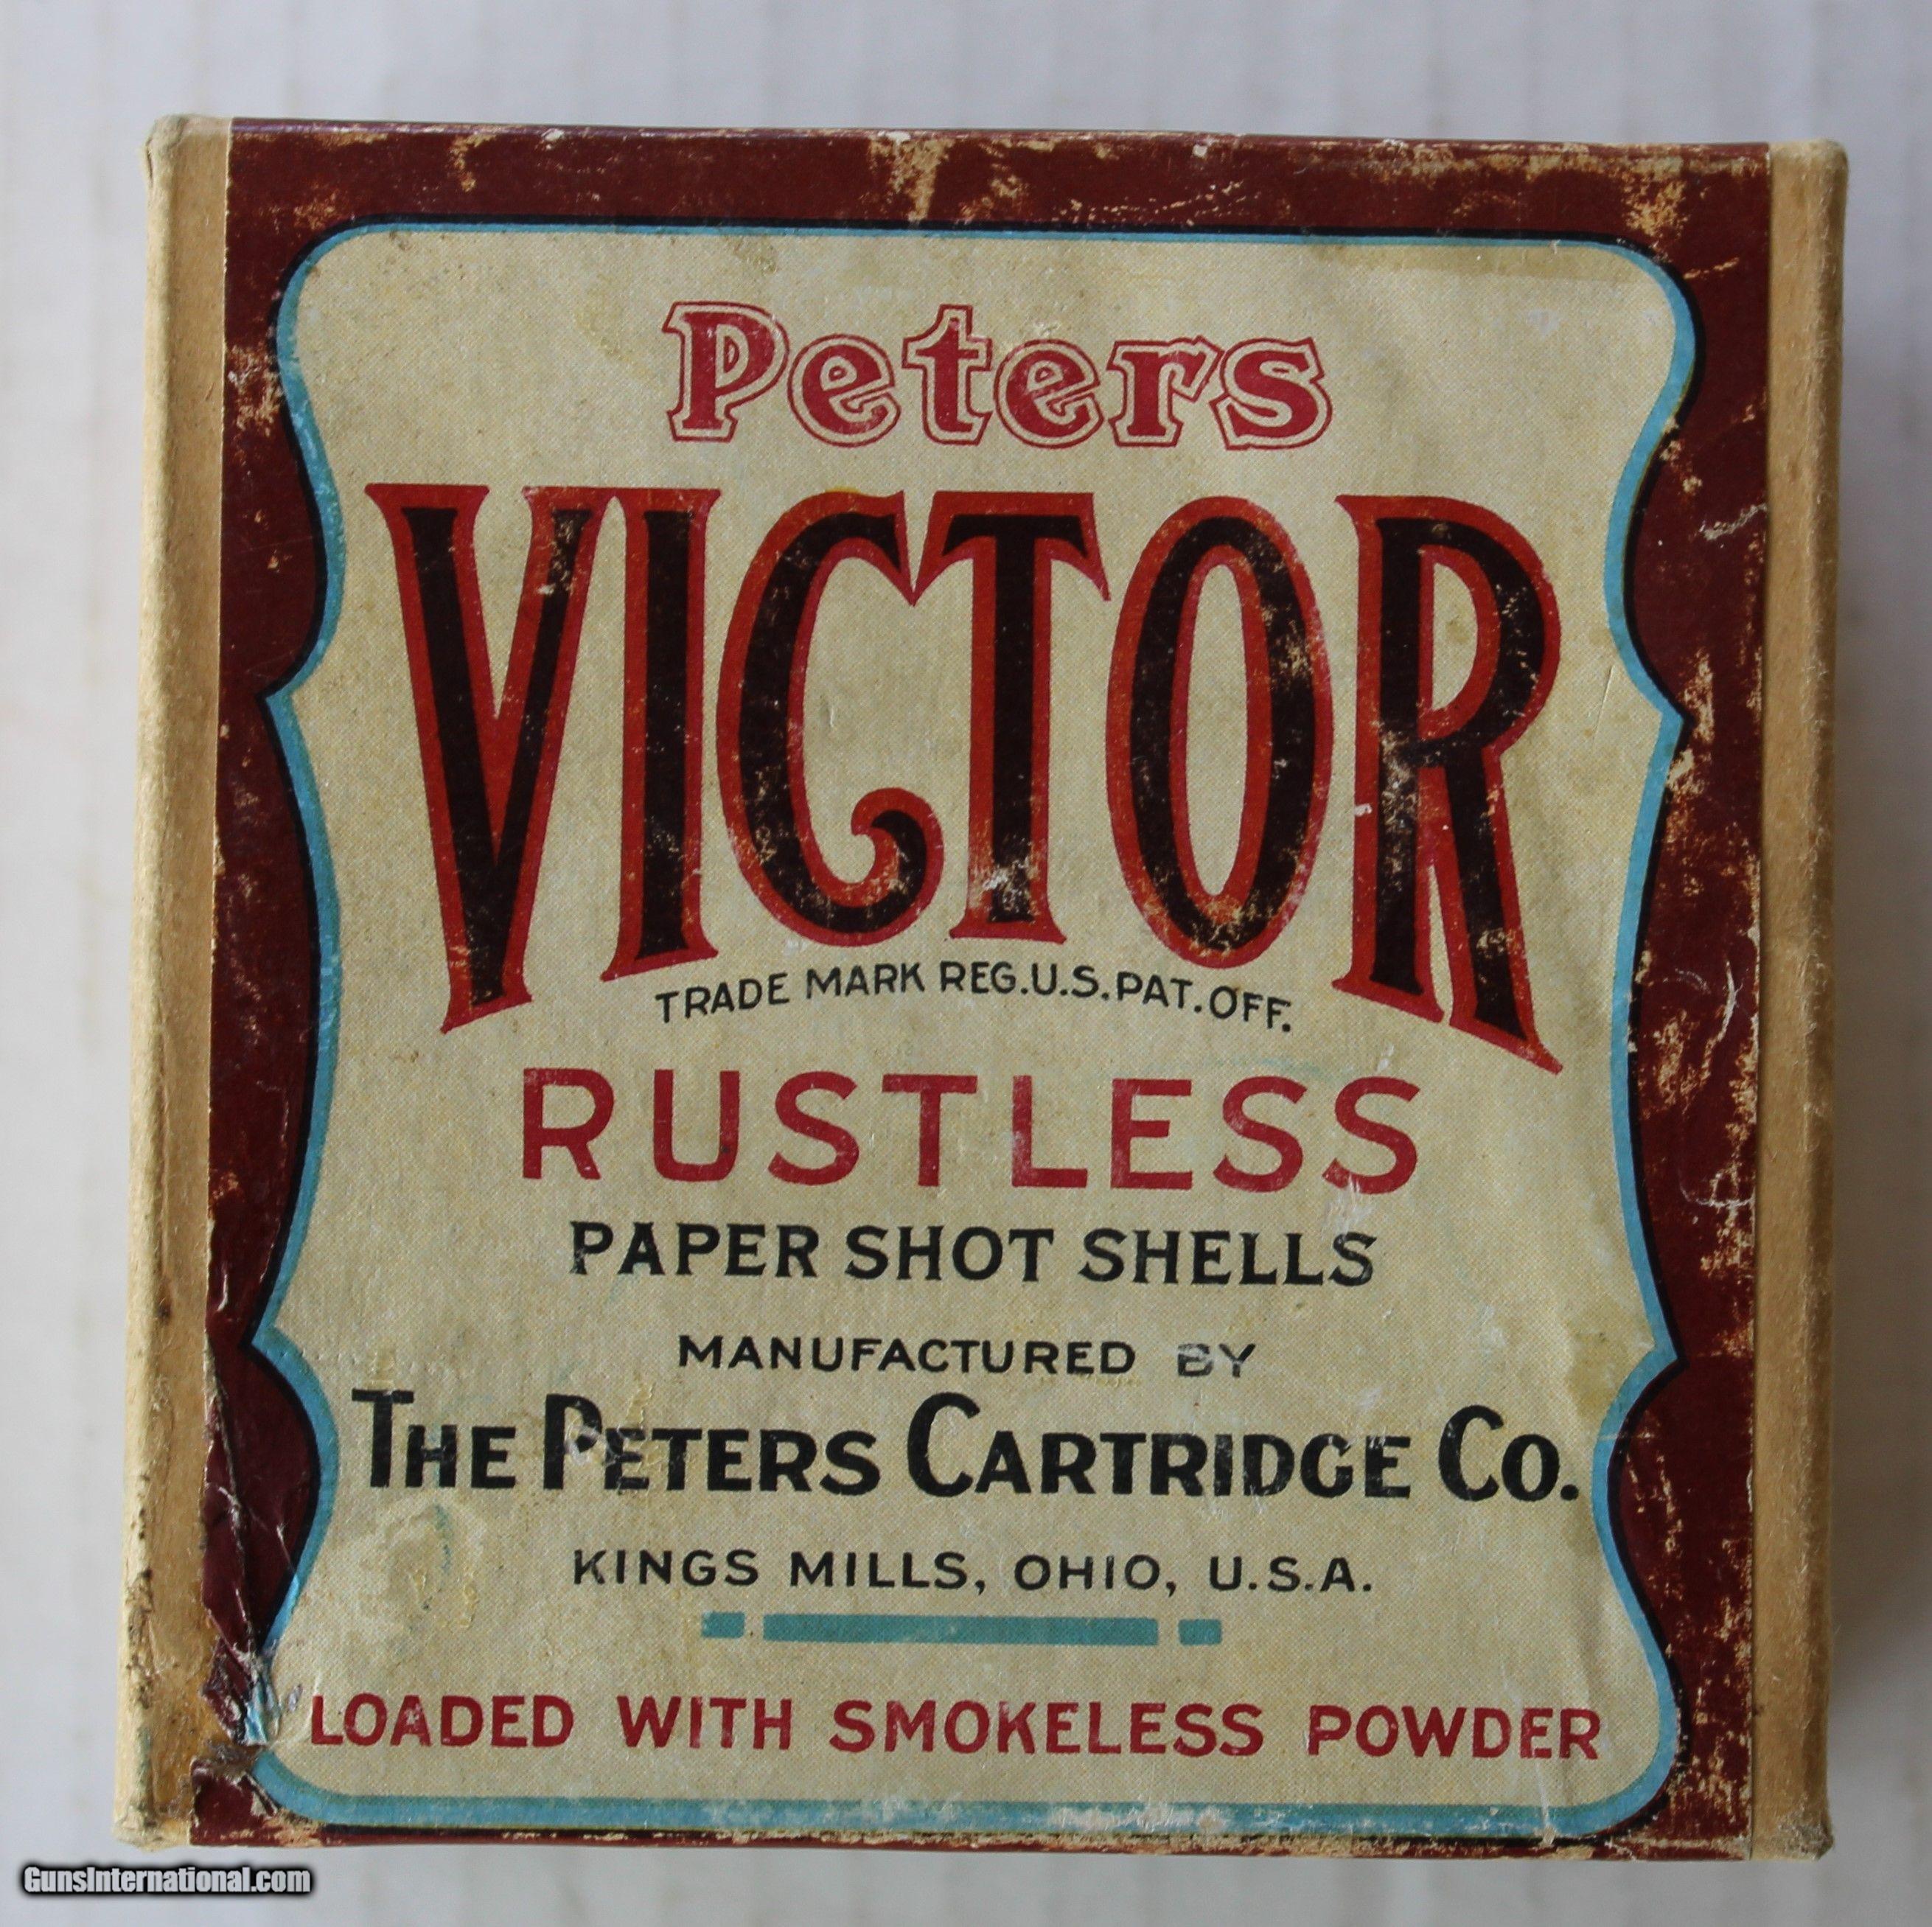 Peters
VICTOR
TRADE MARK REG.U.S.PAT.OFF.
RUSTLESS
PAPER SHOT SHELLS
MANUFACTURED BY
THE PETERS CARTRIDGE CO.
KINGS MILLS, OHIO, U.S.A.
LOADED WITH SMOKELESS POWDER
GunsInternational.com